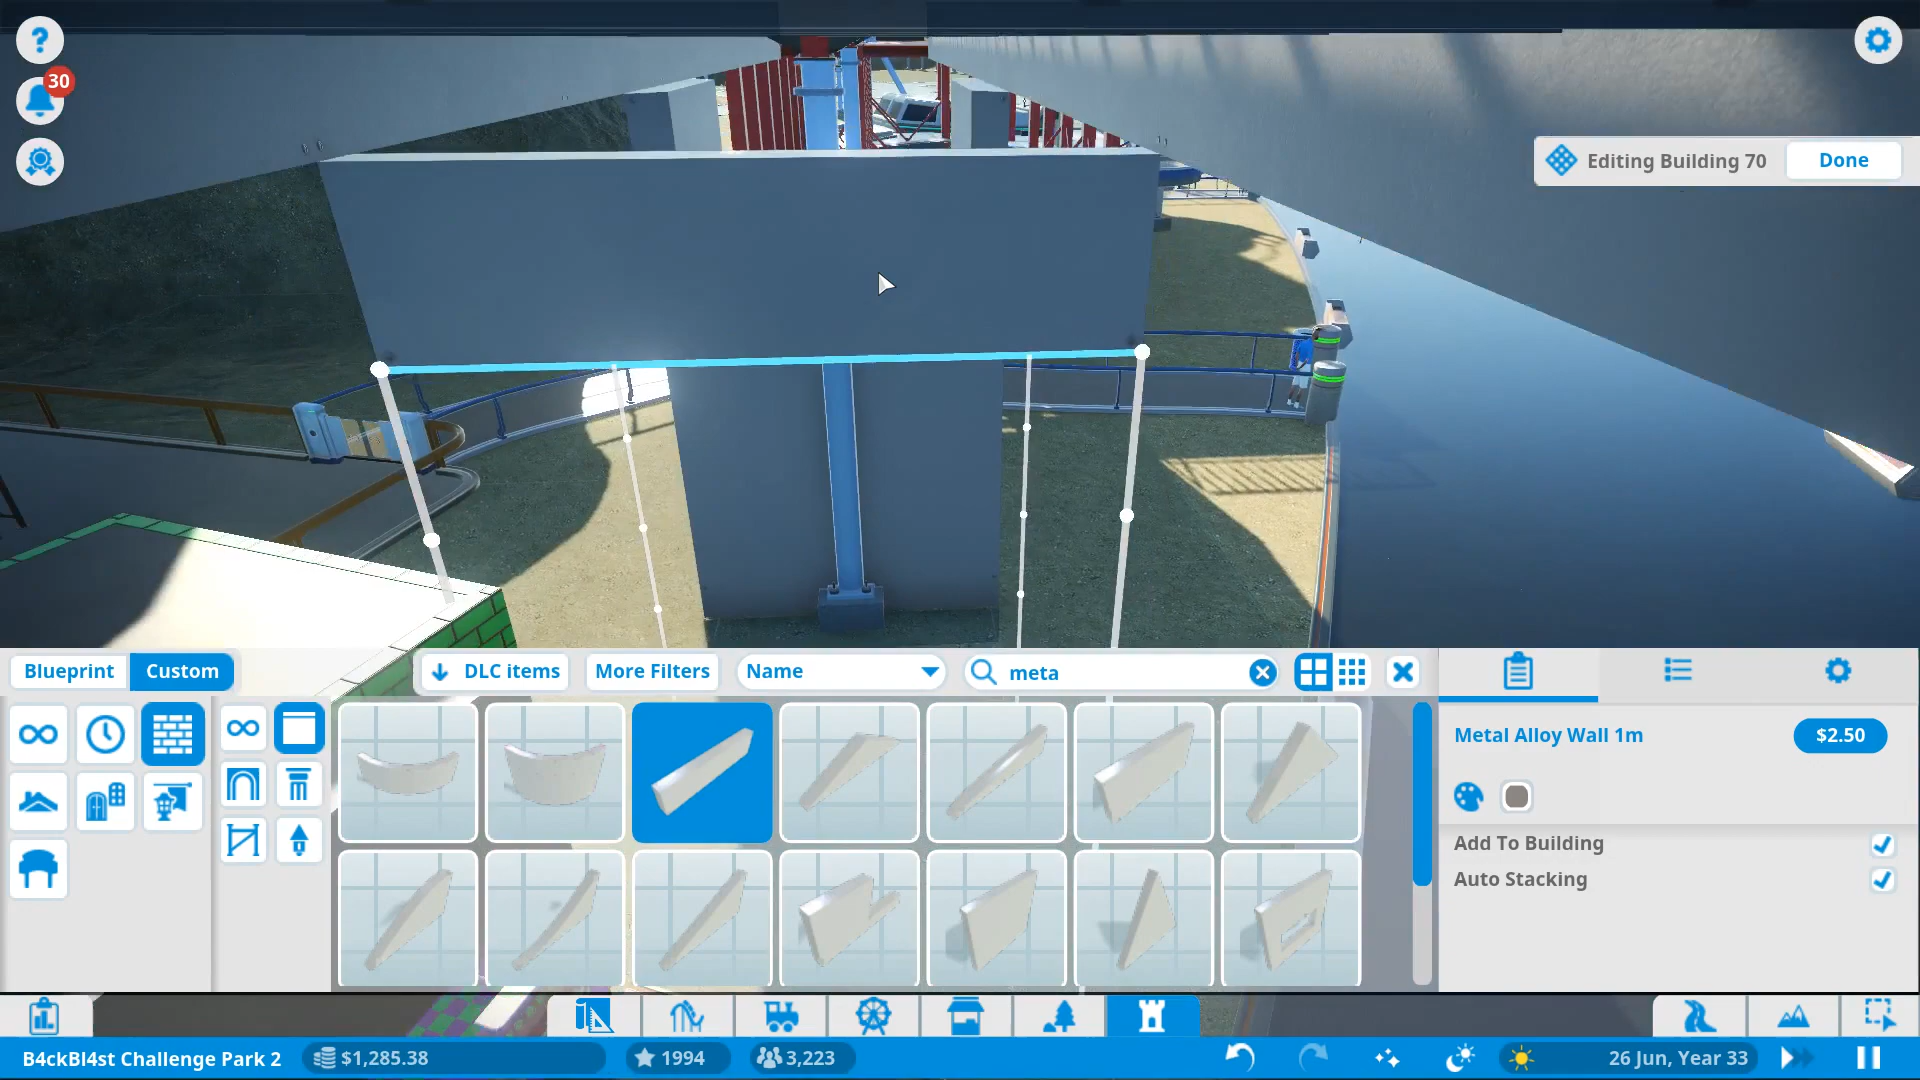 30
Editing Building 70
Done
Blueprint
Custom
DLC items
More Filters
Name
meta
Metal Alloy Wall 1m
$2.50
Add To Building
Auto Stacking
B4ckBl4st Challenge Park 2
$1,285.38
1994
3,223
26 Jun, Year 33